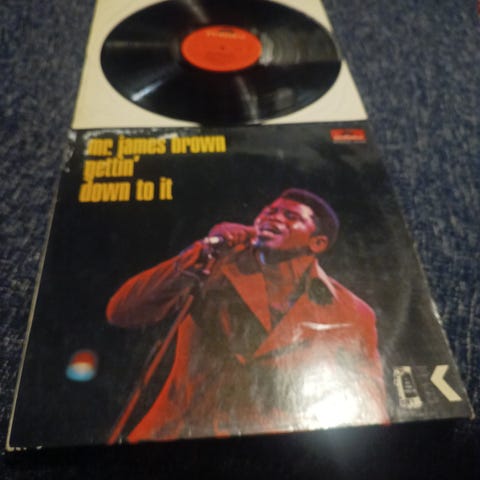 mr. james brown
gettin'
down to it